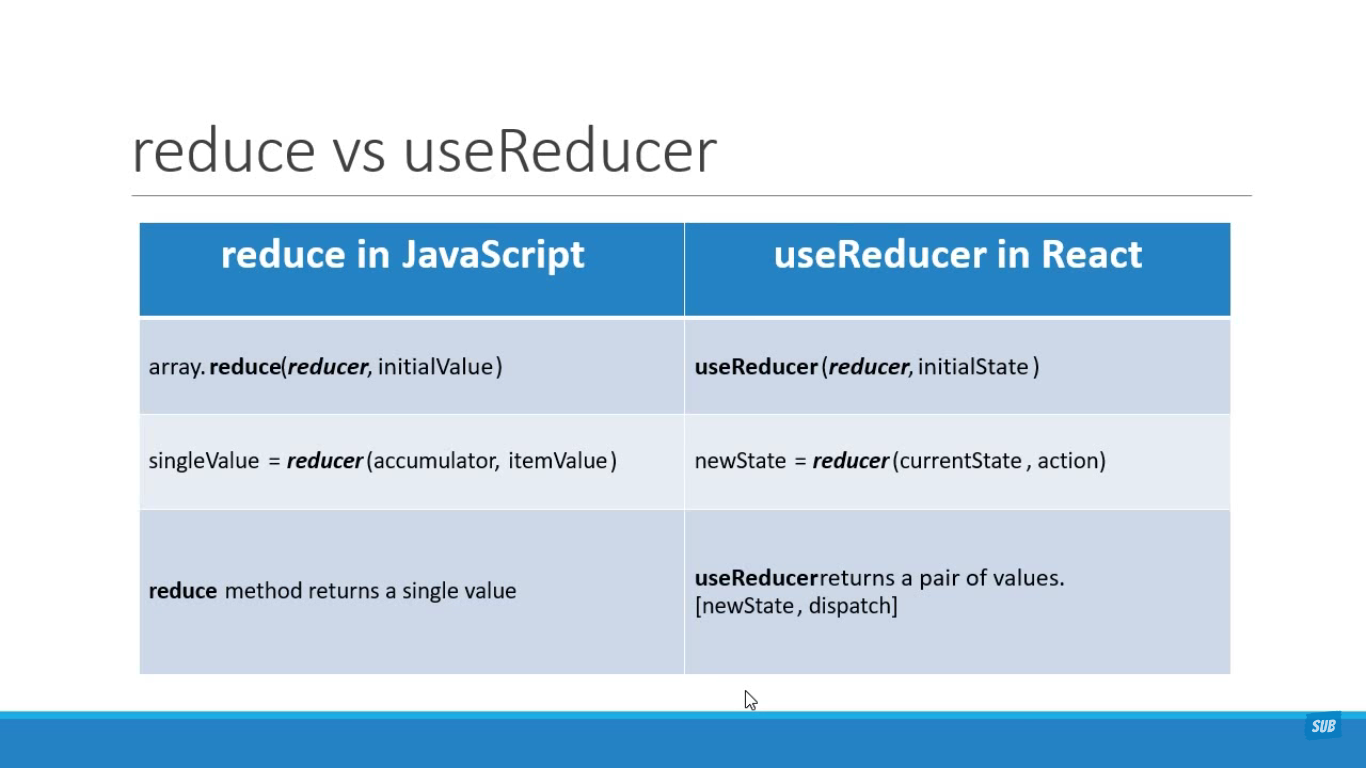 reduce vs useReducer
reduce in JavaScript
useReducer in React
array.reduce(reducer, initialValue)
useReducer(reducer, initialState)
singleValue = reducer(accumulator, itemValue)
newState = reducer(currentState, action)
reduce method returns a single value
useReducer returns a pair of values.
[newState, dispatch]
SUB